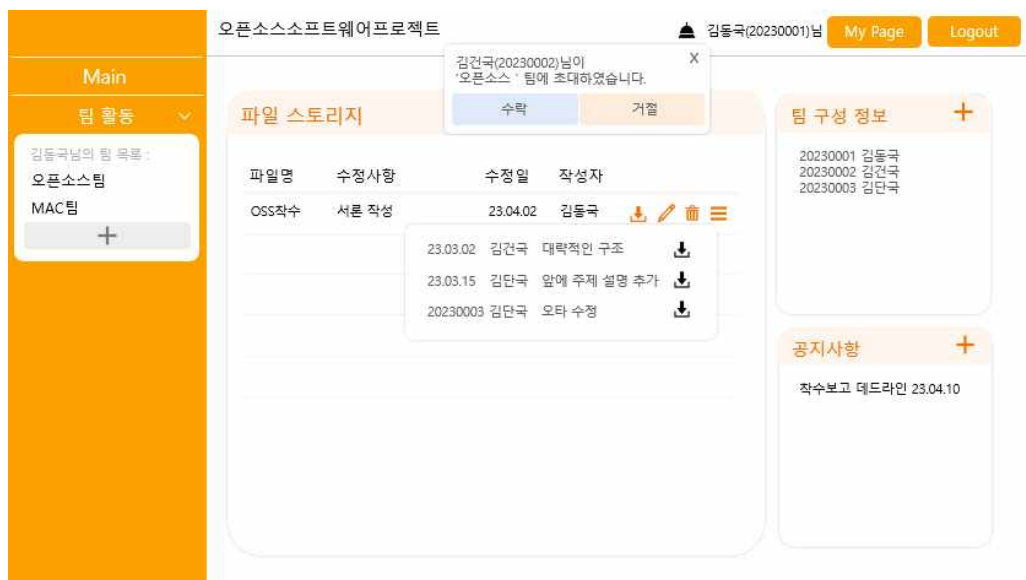 오픈소스소프트웨어프로젝트
김동국(20230001)님
My Page
Logout
Main
팀 활동
김동국님의 팀 목록 :
오픈소스팀
MAC팀
김건국(20230002)님이
'오픈소스 ' 팀에 초대하였습니다.
X
수락
거절
파일 스토리지
파일명 수정사항 수정일 작성자
OSS착수 서론 작성 23.04.02 김동국
23.03.02 김건국 대략적인 구조
23.03.15 김단국 앞에 주제 설명 추가
20230003 김단국 오타 수정
팀 구성 정보
20230001 김동국
20230002 김건국
20230003 김단국
공지사항
착수보고 데드라인 23.04.10